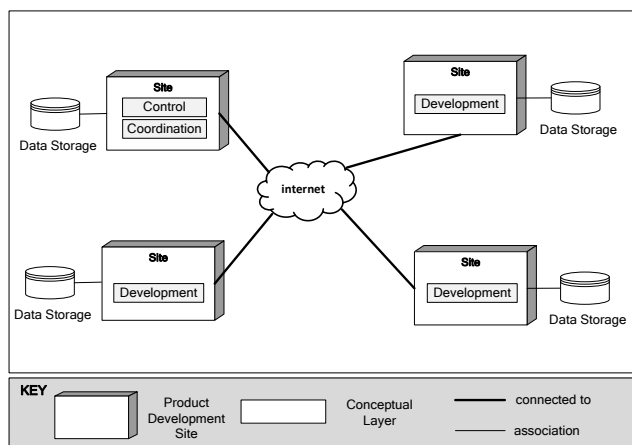 Site
Control
Coordination
Data Storage
Site
Development
Data Storage
internet
Site
Development
Data Storage
Site
Development
Data Storage
KEY
Product
Development
Site
Conceptual
Layer
connected to
association